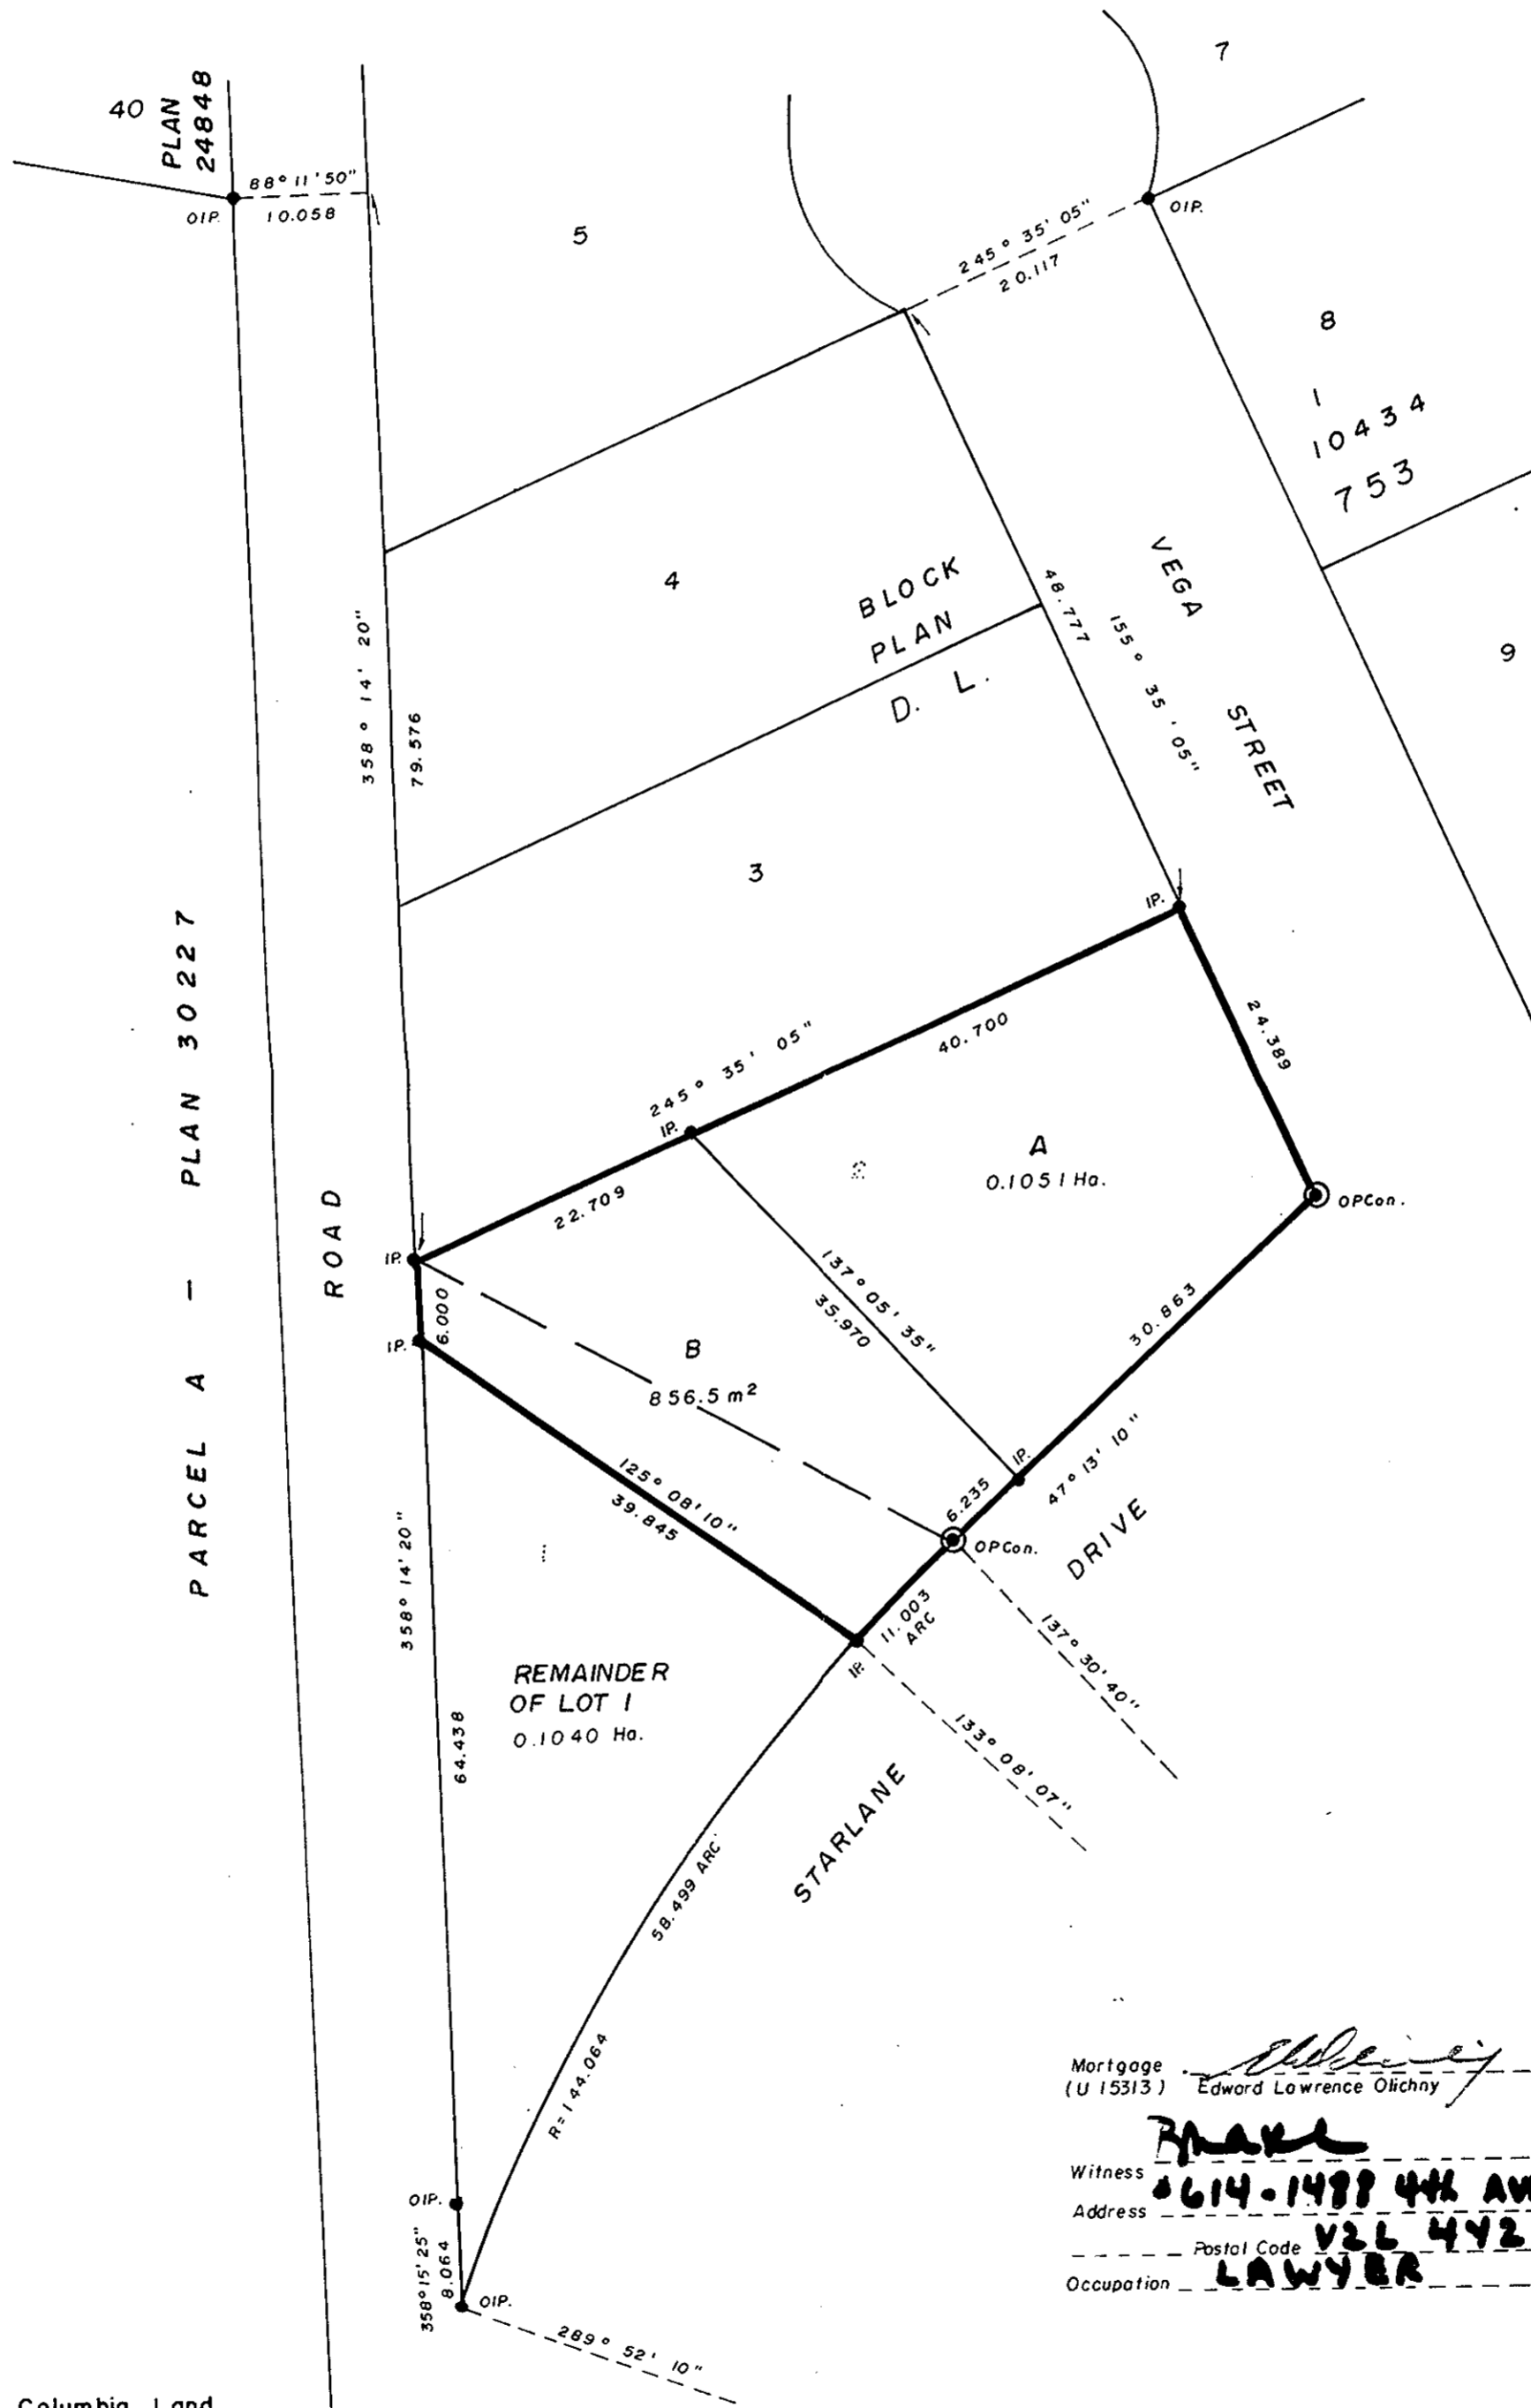 7
40
PLAN
24848
88° 11' 50"
10.058
OIP.
5
245° 35' 05"
20.117
OIP.
8
1
10434
753
BLOCK
PLAN
D. L.
4
48.777
155° 35' 05"
VEGA
STREET
9
358° 14' 20"
79.576
3
PARCEL A — PLAN 30227
ROAD
IP.
24.389
245° 35' 05"
40.700
IP.
22.709
A
0.1051 Ha.
2
OPCon.
IP.
6.000
IP.
137° 05' 35"
35.970
30.863
B
856.5 m²
125° 08' 10"
39.845
IP.
6.235
47° 13' 10"
OPCon.
DRIVE
11.003
ARC
IP.
137° 30' 40"
133° 08' 07"
1
358° 14' 20"
64.438
REMAINDER
OF LOT 1
0.1040 Ha.
STARLANE
58.499 ARC
R=144.064
OIP.
358° 15' 25"
8.064
OIP.
289° 52' 10"
Mortgage
(U 15313) Edward Lawrence Olichny
Witness
Address #614-1488 4th AV
Postal Code V2L 4Y2
Occupation LAWYER
Columbia Land